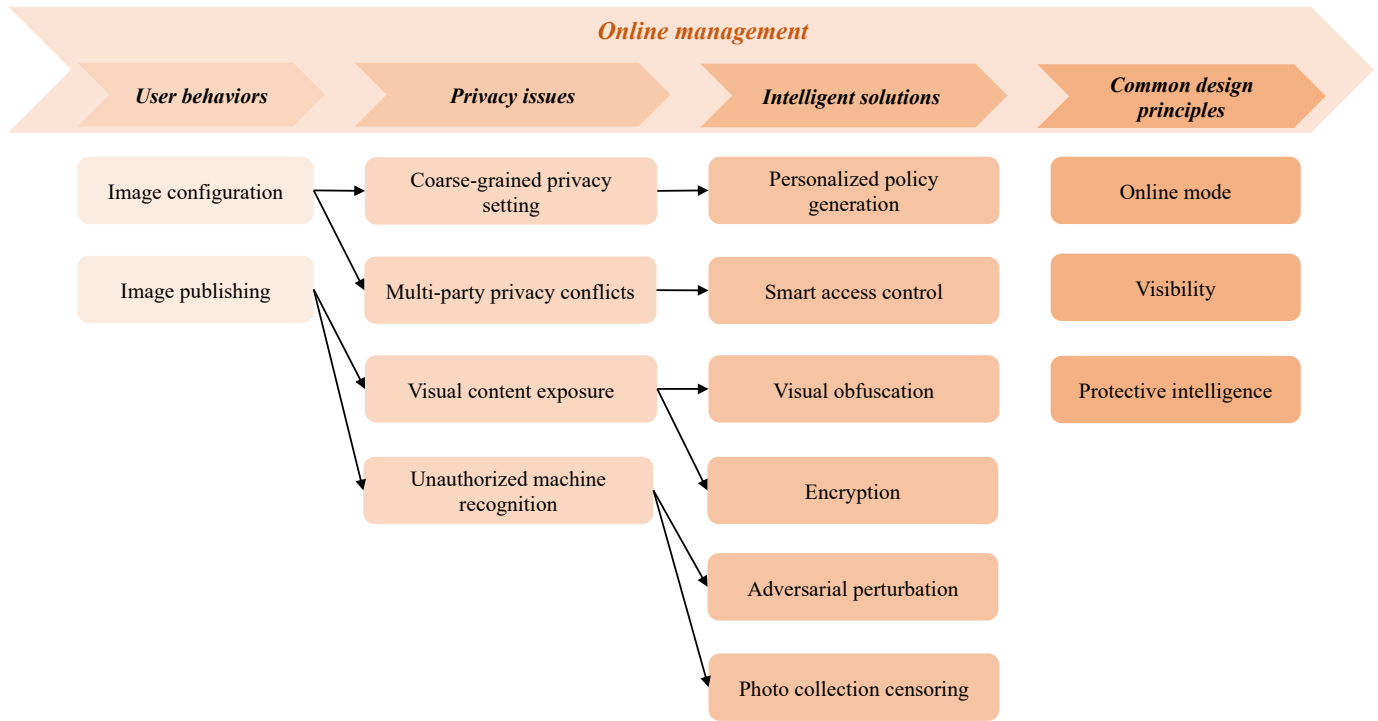 Online management
User behaviors
Privacy issues
Intelligent solutions
Common design
principles
Image configuration
Coarse-grained privacy
setting
Personalized policy
generation
Online mode
Image publishing
Multi-party privacy conflicts
Smart access control
Visibility
Visual content exposure
Visual obfuscation
Protective intelligence
Unauthorized machine
recognition
Encryption
Adversarial perturbation
Photo collection censoring